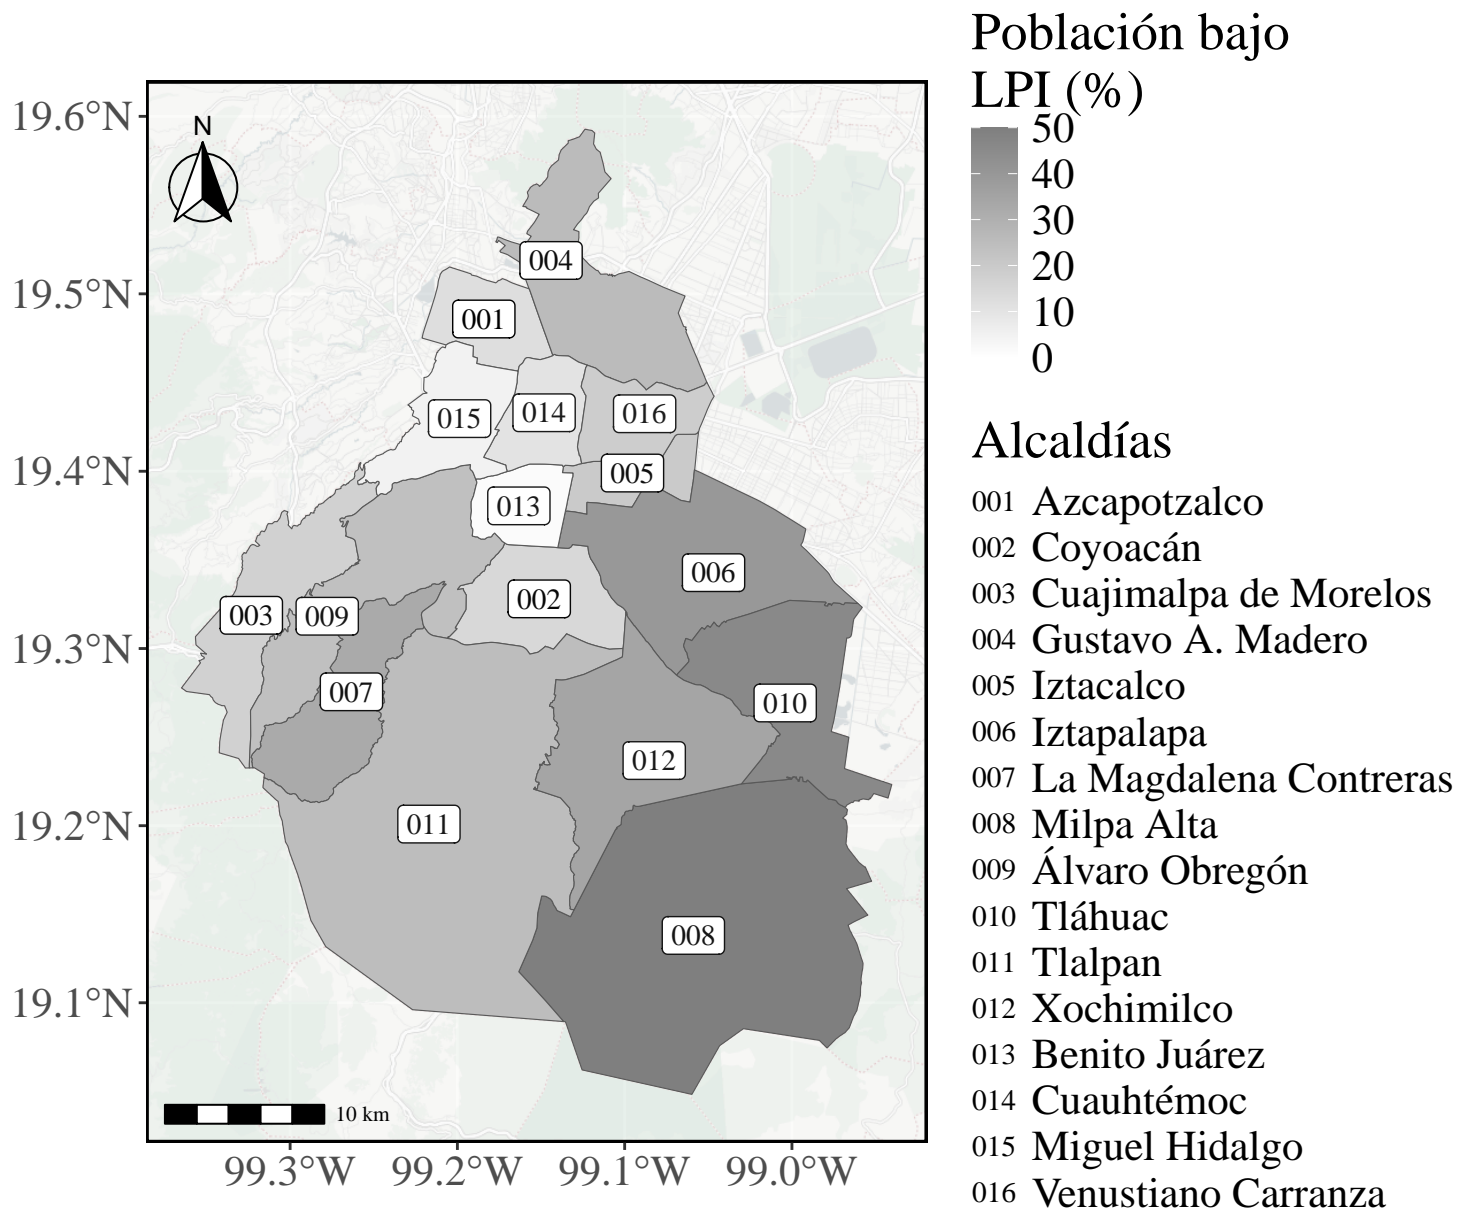 Población bajo
LPI (%)
50
40
30
20
10
0
Alcaldías
001 Azcapotzalco
002 Coyoacán
003 Cuajimalpa de Morelos
004 Gustavo A. Madero
005 Iztacalco
006 Iztapalapa
007 La Magdalena Contreras
008 Milpa Alta
009 Álvaro Obregón
010 Tláhuac
011 Tlalpan
012 Xochimilco
013 Benito Juárez
014 Cuauhtémoc
015 Miguel Hidalgo
016 Venustiano Carranza
19.6°N
19.5°N
19.4°N
19.3°N
19.2°N
19.1°N
N
004
001
015 014 016
005
013
006
002
003 009
007
010
012
011
008
10 km
99.3°W 99.2°W 99.1°W 99.0°W